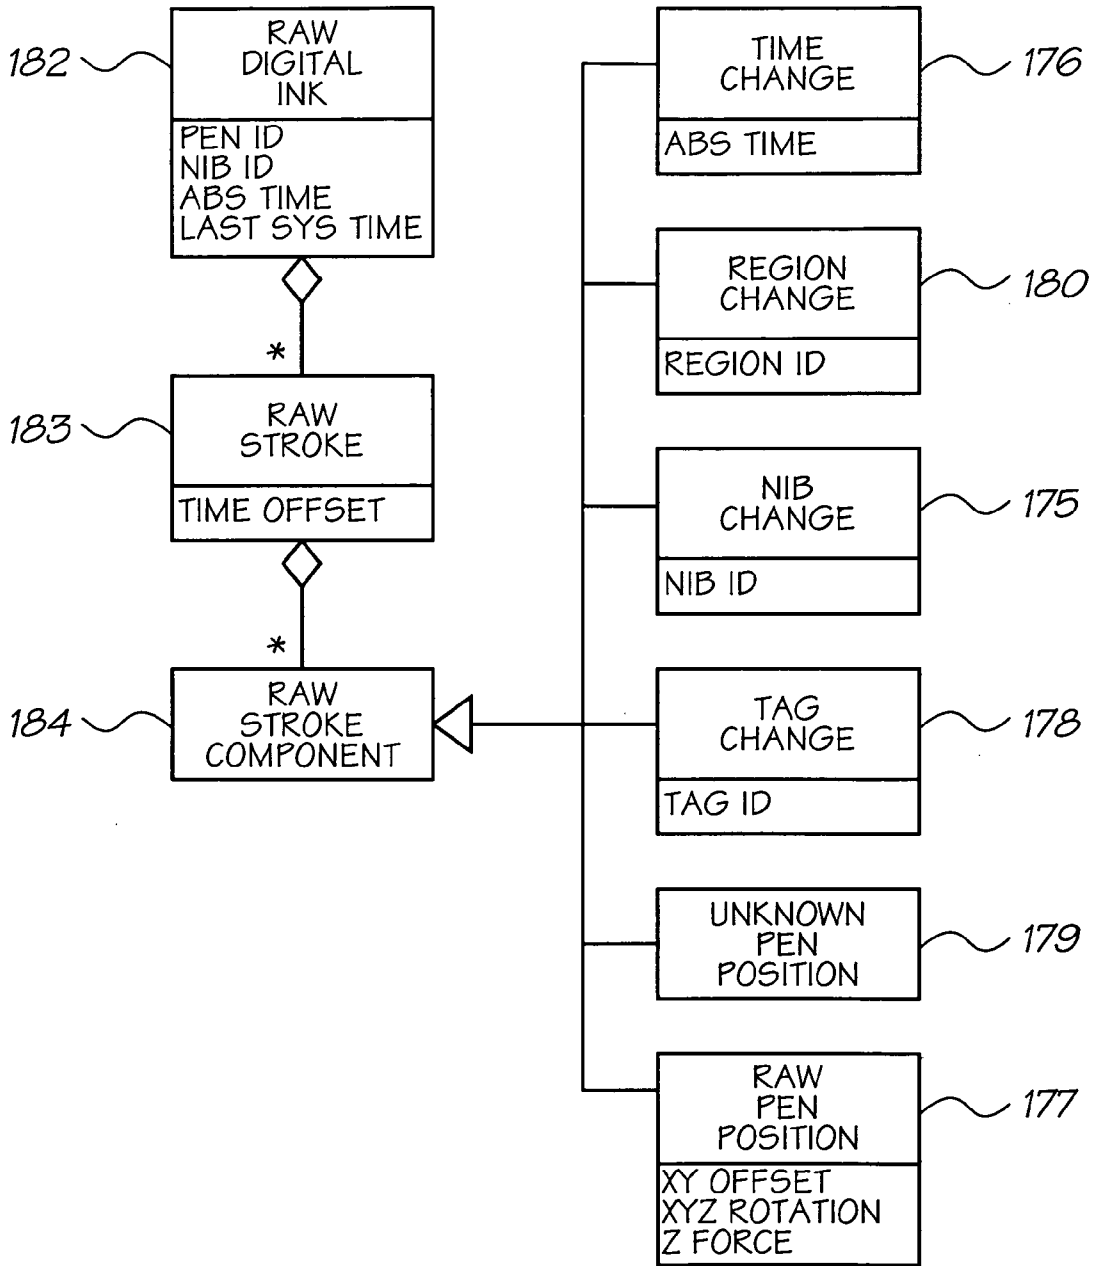 182
RAW
DIGITAL
INK
PEN ID
NIB ID
ABS TIME
LAST SYS TIME
*
183
RAW
STROKE
TIME OFFSET
*
184
RAW
STROKE
COMPONENT
TIME
CHANGE
176
ABS TIME
REGION
CHANGE
180
REGION ID
NIB
CHANGE
175
NIB ID
TAG
CHANGE
178
TAG ID
UNKNOWN
PEN
POSITION
179
RAW
PEN
POSITION
177
XY OFFSET
XYZ ROTATION
Z FORCE